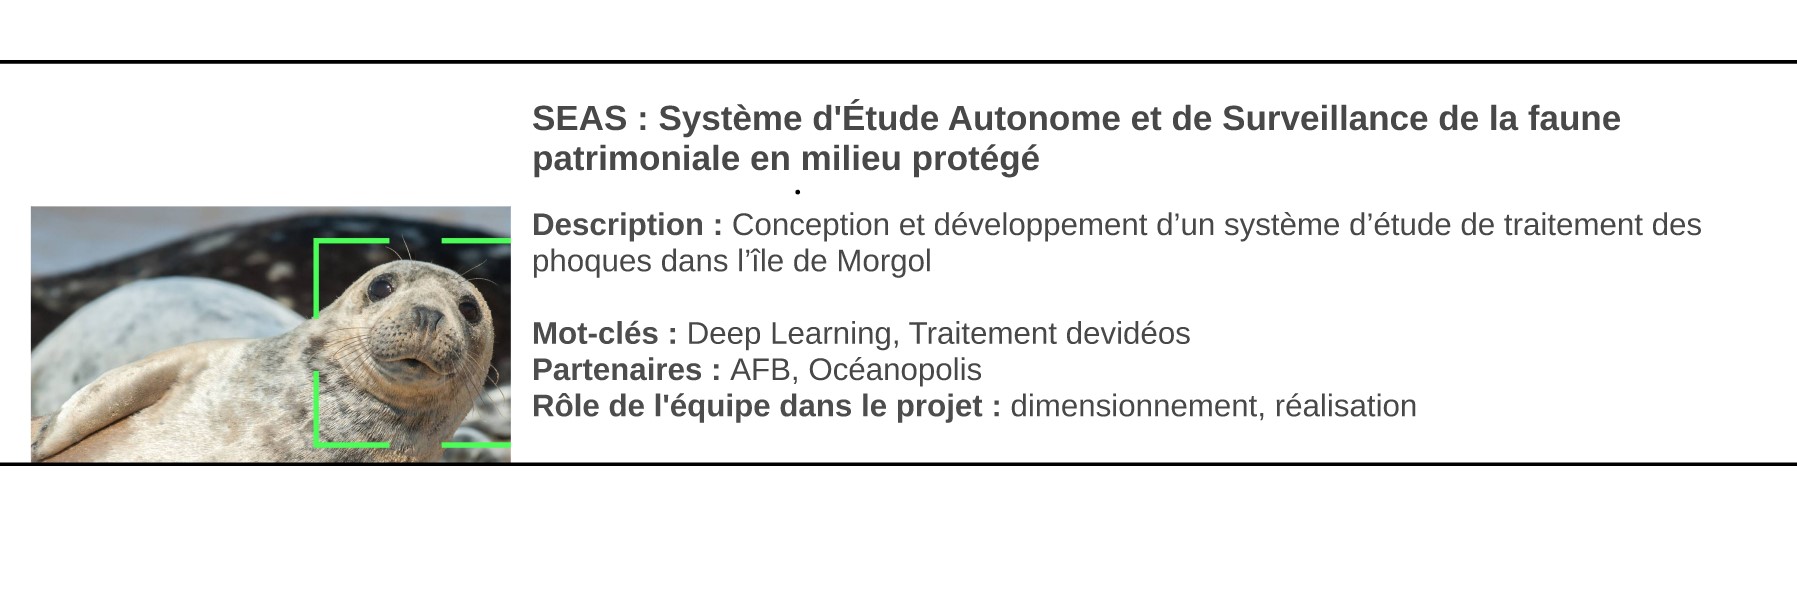 SEAS : Système d'Étude Autonome et de Surveillance de la faune
patrimoniale en milieu protégé
Description : Conception et développement d’un système d’étude de traitement des
phoques dans l’île de Morgol
Mot-clés : Deep Learning, Traitement devidéos
Partenaires : AFB, Océanopolis
Rôle de l'équipe dans le projet : dimensionnement, réalisation